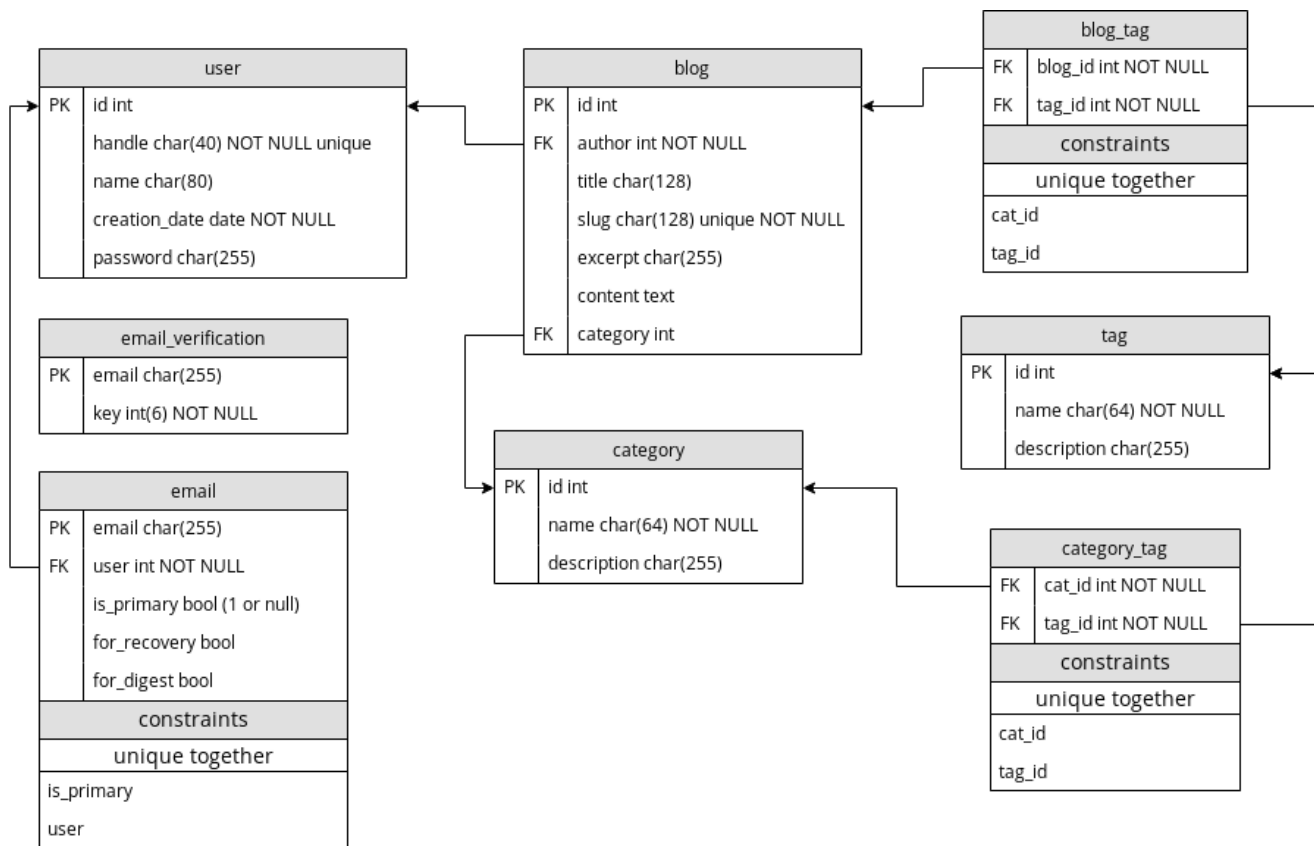 user
PK id int
handle char(40) NOT NULL unique
name char(80)
creation_date date NOT NULL
password char(255)
email_verification
PK email char(255)
key int(6) NOT NULL
email
PK email char(255)
FK user int NOT NULL
is_primary bool (1 or null)
for_recovery bool
for_digest bool
constraints
unique together
is_primary
user
blog
PK id int
FK author int NOT NULL
title char(128)
slug char(128) unique NOT NULL
excerpt char(255)
content text
FK category int
category
PK id int
name char(64) NOT NULL
description char(255)
blog_tag
FK blog_id int NOT NULL
FK tag_id int NOT NULL
constraints
unique together
cat_id
tag_id
tag
PK id int
name char(64) NOT NULL
description char(255)
category_tag
FK cat_id int NOT NULL
FK tag_id int NOT NULL
constraints
unique together
cat_id
tag_id